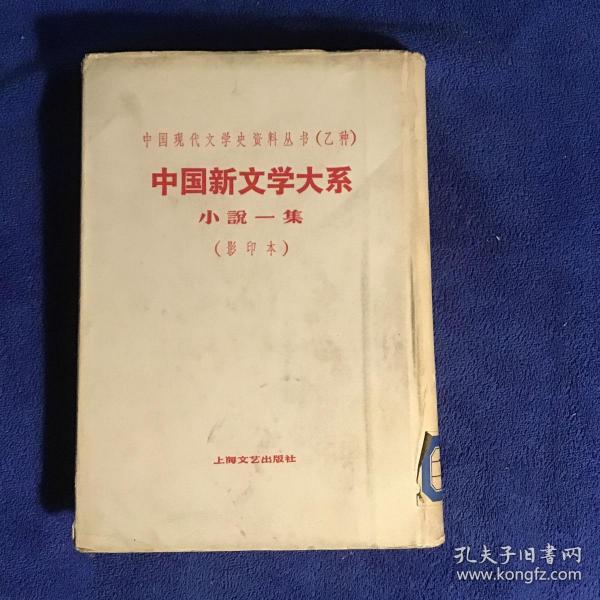 中国现代文学史资料丛书(乙种)
中国新文学大系
小説一集
(影印本)
上海文艺出版社
孔夫子旧書网
www.kongfz.com